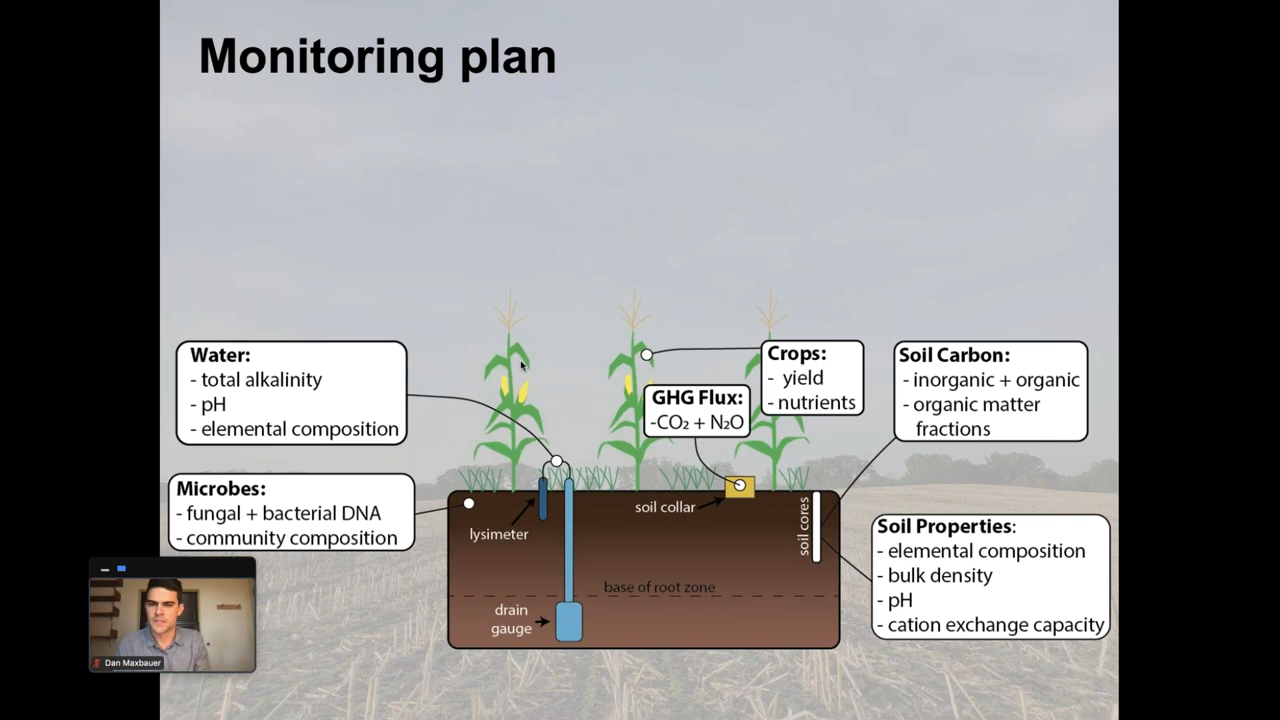 Monitoring plan
Water:
- total alkalinity
- pH
- elemental composition
Microbes:
- fungal + bacterial DNA
- community composition
Crops:
- yield
- nutrients
GHG Flux:
-CO₂ + N₂O
Soil Carbon:
- inorganic + organic
- organic matter
fractions
Soil Properties:
- elemental composition
- bulk density
- pH
- cation exchange capacity
lysimeter
soil collar
soil cores
base of root zone
drain
gauge
Dan Maxbauer